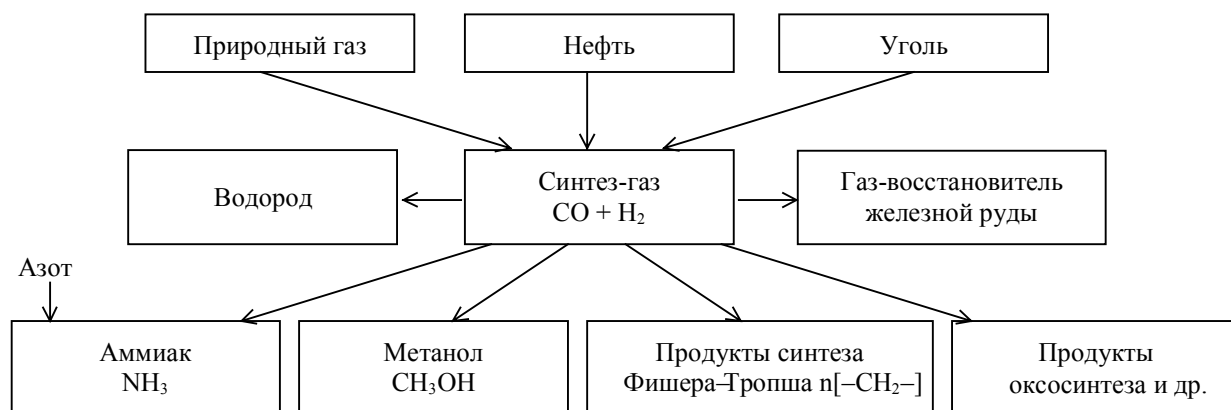 Природный газ
Нефть
Уголь
Водород
Синтез-газ
CO + H₂
Газ-восстановитель
железной руды
Азот
Аммиак
NH₃
Метанол
CH₃OH
Продукты синтеза
Фишера–Тропша n[–CH₂–]
Продукты
оксосинтеза и др.